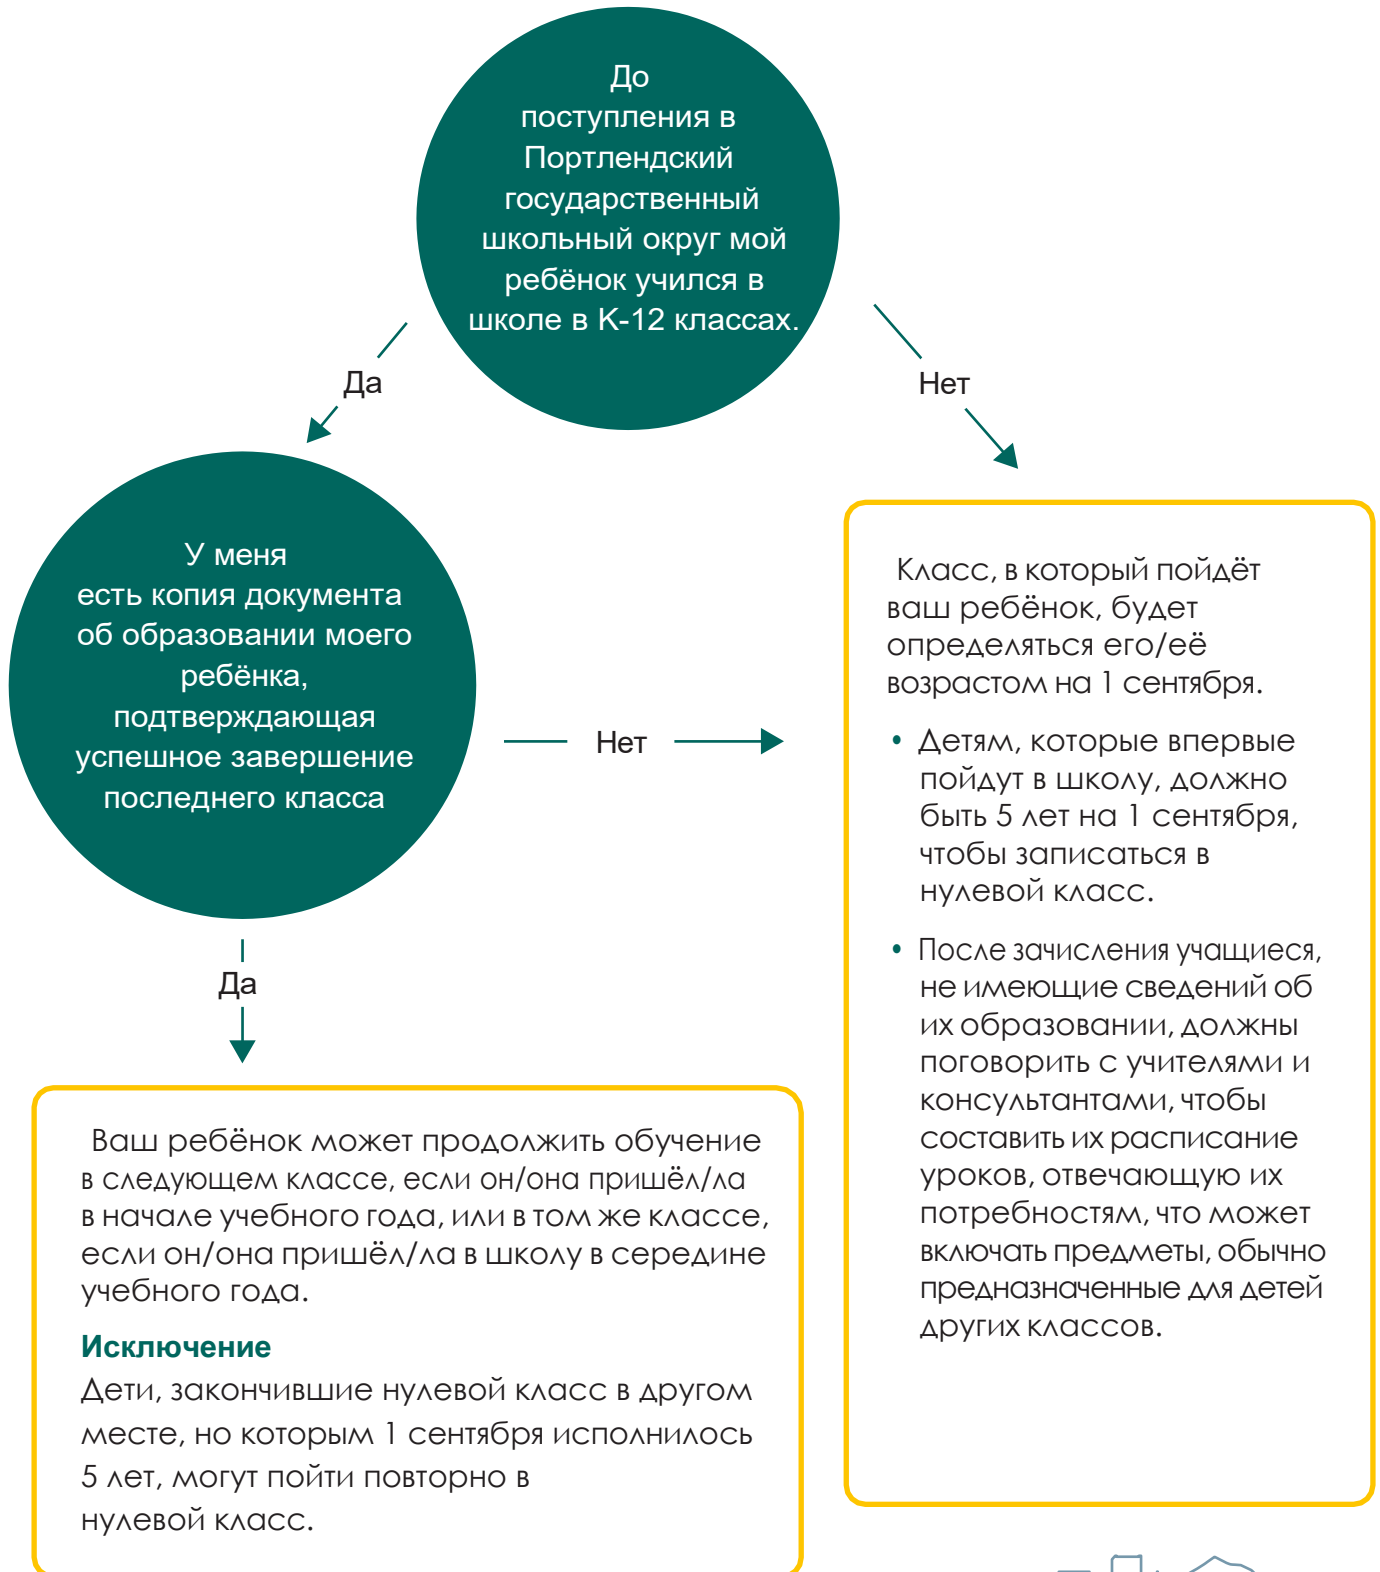 До
поступления в
Портлендский
государственный
школьный округ мой
ребёнок учился в
школе в K-12 классах.
Да
Нет
У меня
есть копия документа
об образовании моего
ребёнка,
подтверждающая
успешное завершение
последнего класса
Нет
Да
Класс, в который пойдёт
ваш ребёнок, будет
определяться его/её
возрастом на 1 сентября.
• Детям, которые впервые
пойдут в школу, должно
быть 5 лет на 1 сентября,
чтобы записаться в
нулевой класс.
• После зачисления учащиеся,
не имеющие сведений об
их образовании, должны
поговорить с учителями и
консультантами, чтобы
составить их расписание
уроков, отвечающую их
потребностям, что может
включать предметы, обычно
предназначенные для детей
других классов.
Ваш ребёнок может продолжить обучение
в следующем классе, если он/она пришёл/ла
в начале учебного года, или в том же классе,
если он/она пришёл/ла в школу в середине
учебного года.
Исключение
Дети, закончившие нулевой класс в другом
месте, но которым 1 сентября исполнилось
5 лет, могут пойти повторно в
нулевой класс.